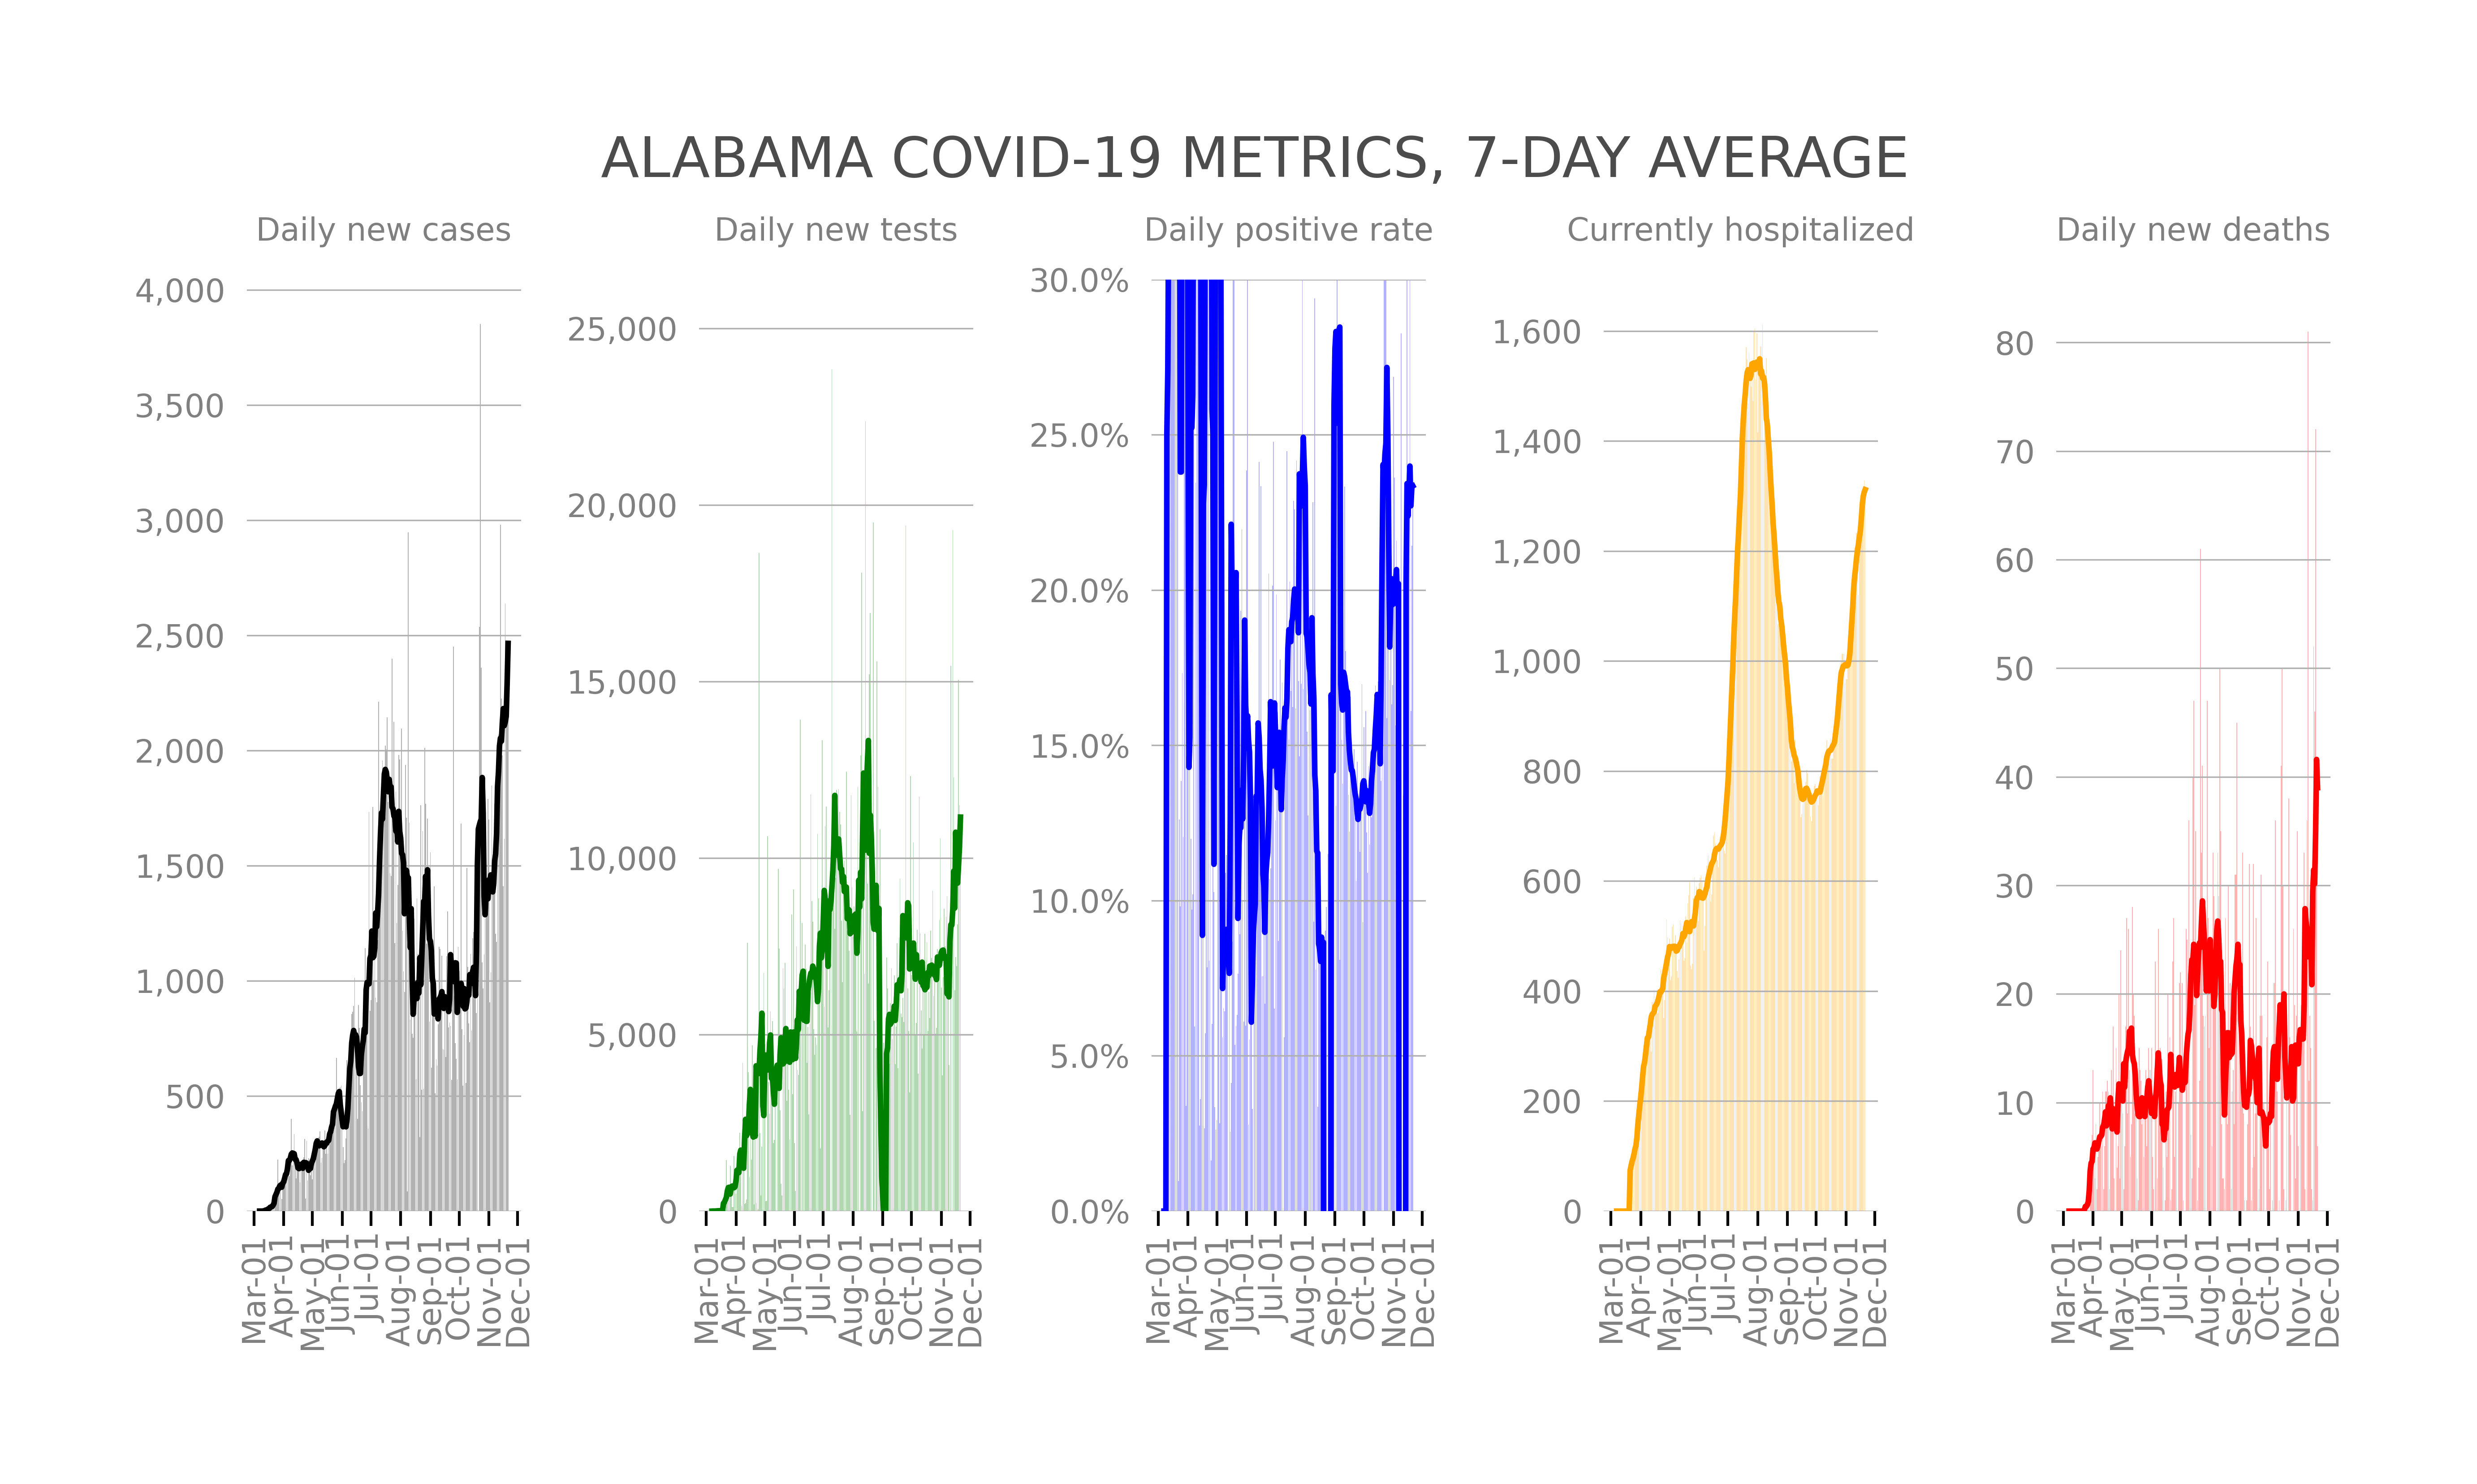 ALABAMA COVID-19 METRICS, 7-DAY AVERAGE
Daily new cases
4,000
3,500
3,000
2,500
2,000
1,500
1,000
500
0
Mar-01
Apr-01
May-01
Jun-01
Jul-01
Aug-01
Sep-01
Oct-01
Nov-01
Dec-01
Daily new tests
25,000
20,000
15,000
10,000
5,000
0
Mar-01
Apr-01
May-01
Jun-01
Jul-01
Aug-01
Sep-01
Oct-01
Nov-01
Dec-01
Daily positive rate
30.0%
25.0%
20.0%
15.0%
10.0%
5.0%
0.0%
Mar-01
Apr-01
May-01
Jun-01
Jul-01
Aug-01
Sep-01
Oct-01
Nov-01
Dec-01
Currently hospitalized
1,600
1,400
1,200
1,000
800
600
400
200
0
Mar-01
Apr-01
May-01
Jun-01
Jul-01
Aug-01
Sep-01
Oct-01
Nov-01
Dec-01
Daily new deaths
80
70
60
50
40
30
20
10
0
Mar-01
Apr-01
May-01
Jun-01
Jul-01
Aug-01
Sep-01
Oct-01
Nov-01
Dec-01